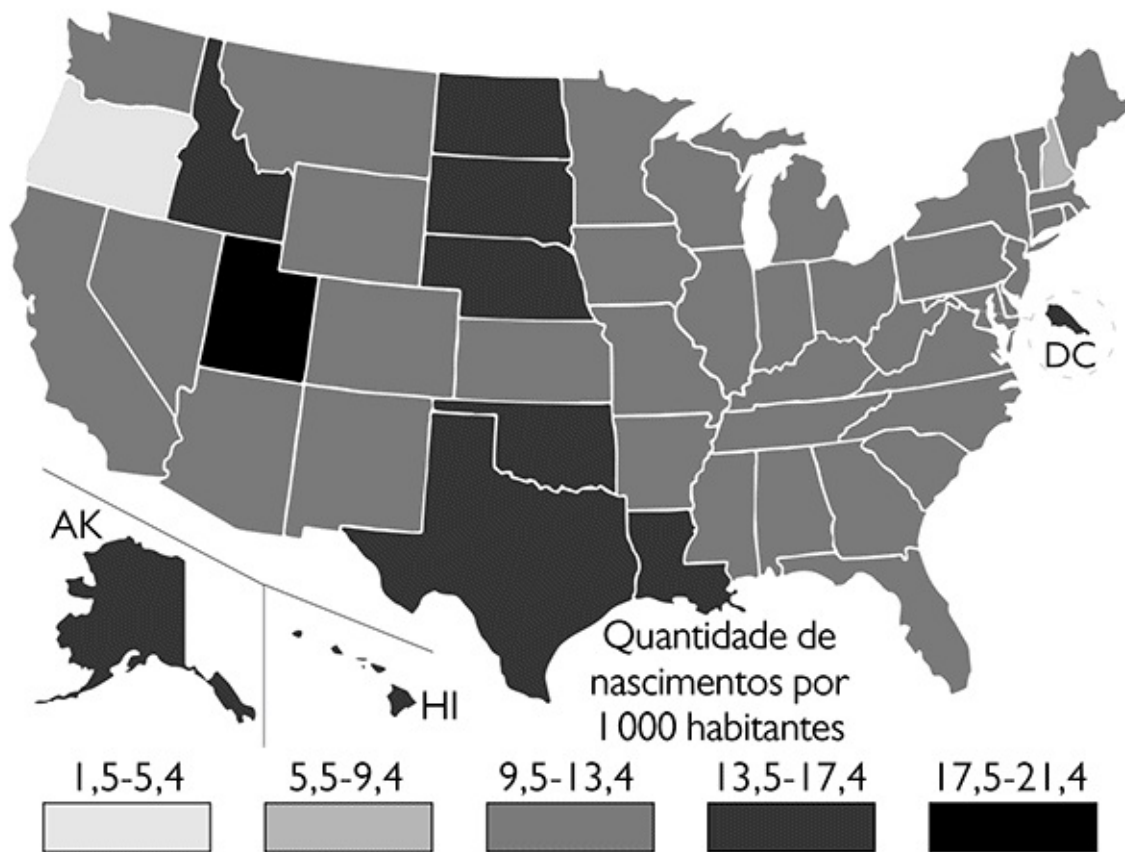 DC
AK
HI
Quantidade de
nascimentos por
1 000 habitantes
1,5-5,4
5,5-9,4
9,5-13,4
13,5-17,4
17,5-21,4